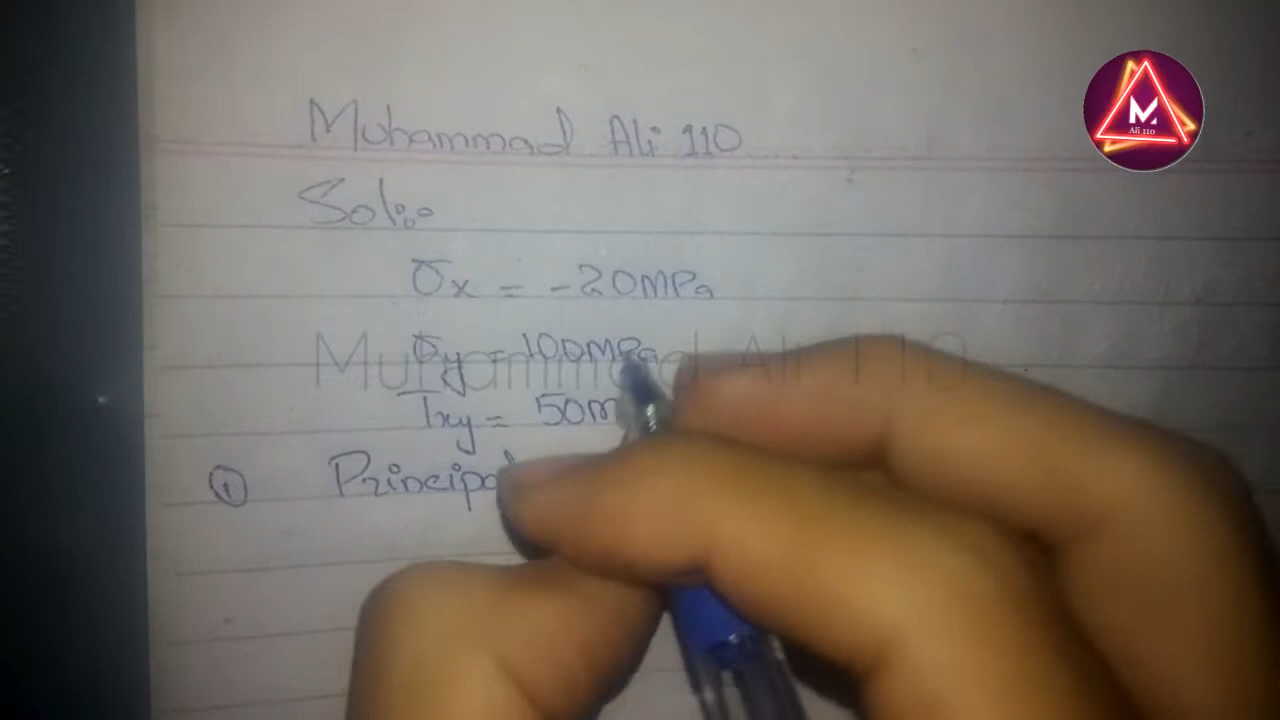 Muhammad Ali 110
M.
Ali 110
Sol:-
σx = -20MPa
σy = 100MPa
Muhammad Ali 110
τxy = 50M
① Principal